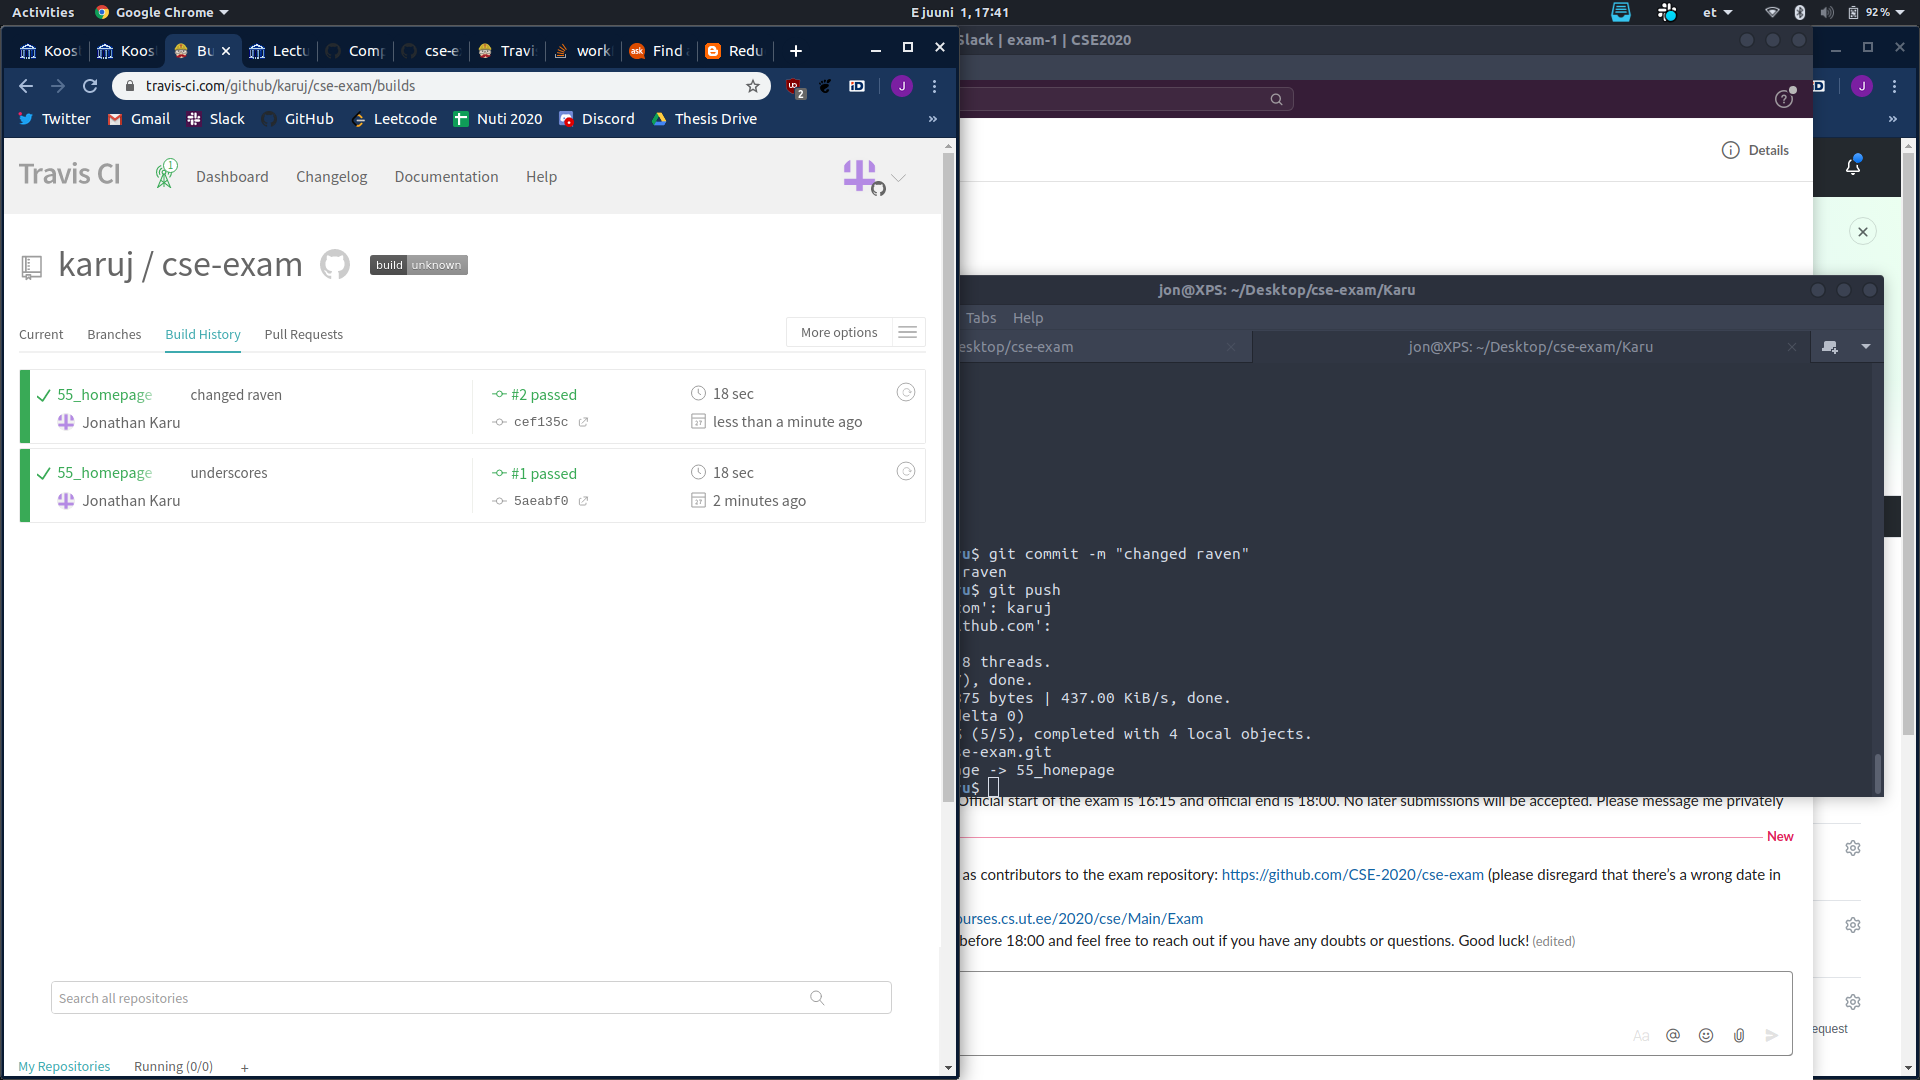 Activities
Google Chrome
E juuni 1, 17:41
et
92 %
Koos
Koos
Bu
Lectu
Comp
cse-e
Travi
work
Find
Redu
Slack | exam-1 | CSE2020
travis-ci.com/github/karuj/cse-exam/builds
2
J
J
Twitter
Gmail
Slack
GitHub
Leetcode
Nuti 2020
Discord
Thesis Drive
»
»
Details
Travis CI
1
Dashboard
Changelog
Documentation
Help
karuj / cse-exam
build unknown
jon@XPS: ~/Desktop/cse-exam/Karu
Tabs
Help
esktop/cse-exam
jon@XPS: ~/Desktop/cse-exam/Karu
Current
Branches
Build History
Pull Requests
More options
55_homepage
changed raven
#2 passed
18 sec
Jonathan Karu
cef135c
less than a minute ago
55_homepage
underscores
#1 passed
18 sec
Jonathan Karu
5aeabf0
2 minutes ago
u$ git commit -m "changed raven"
raven
u$ git push
om': karuj
thub.com':
8 threads.
), done.
375 bytes | 437.00 KiB/s, done.
elta 0)
(5/5), completed with 4 local objects.
e-exam.git
ge -> 55_homepage
u$
Official start of the exam is 16:15 and official end is 18:00. No later submissions will be accepted. Please message me privately
New
as contributors to the exam repository: https://github.com/CSE-2020/cse-exam (please disregard that there's a wrong date in
ourses.cs.ut.ee/2020/cse/Main/Exam
before 18:00 and feel free to reach out if you have any doubts or questions. Good luck! (edited)
Search all repositories
Aa
equest
My Repositories
Running (0/0)
+